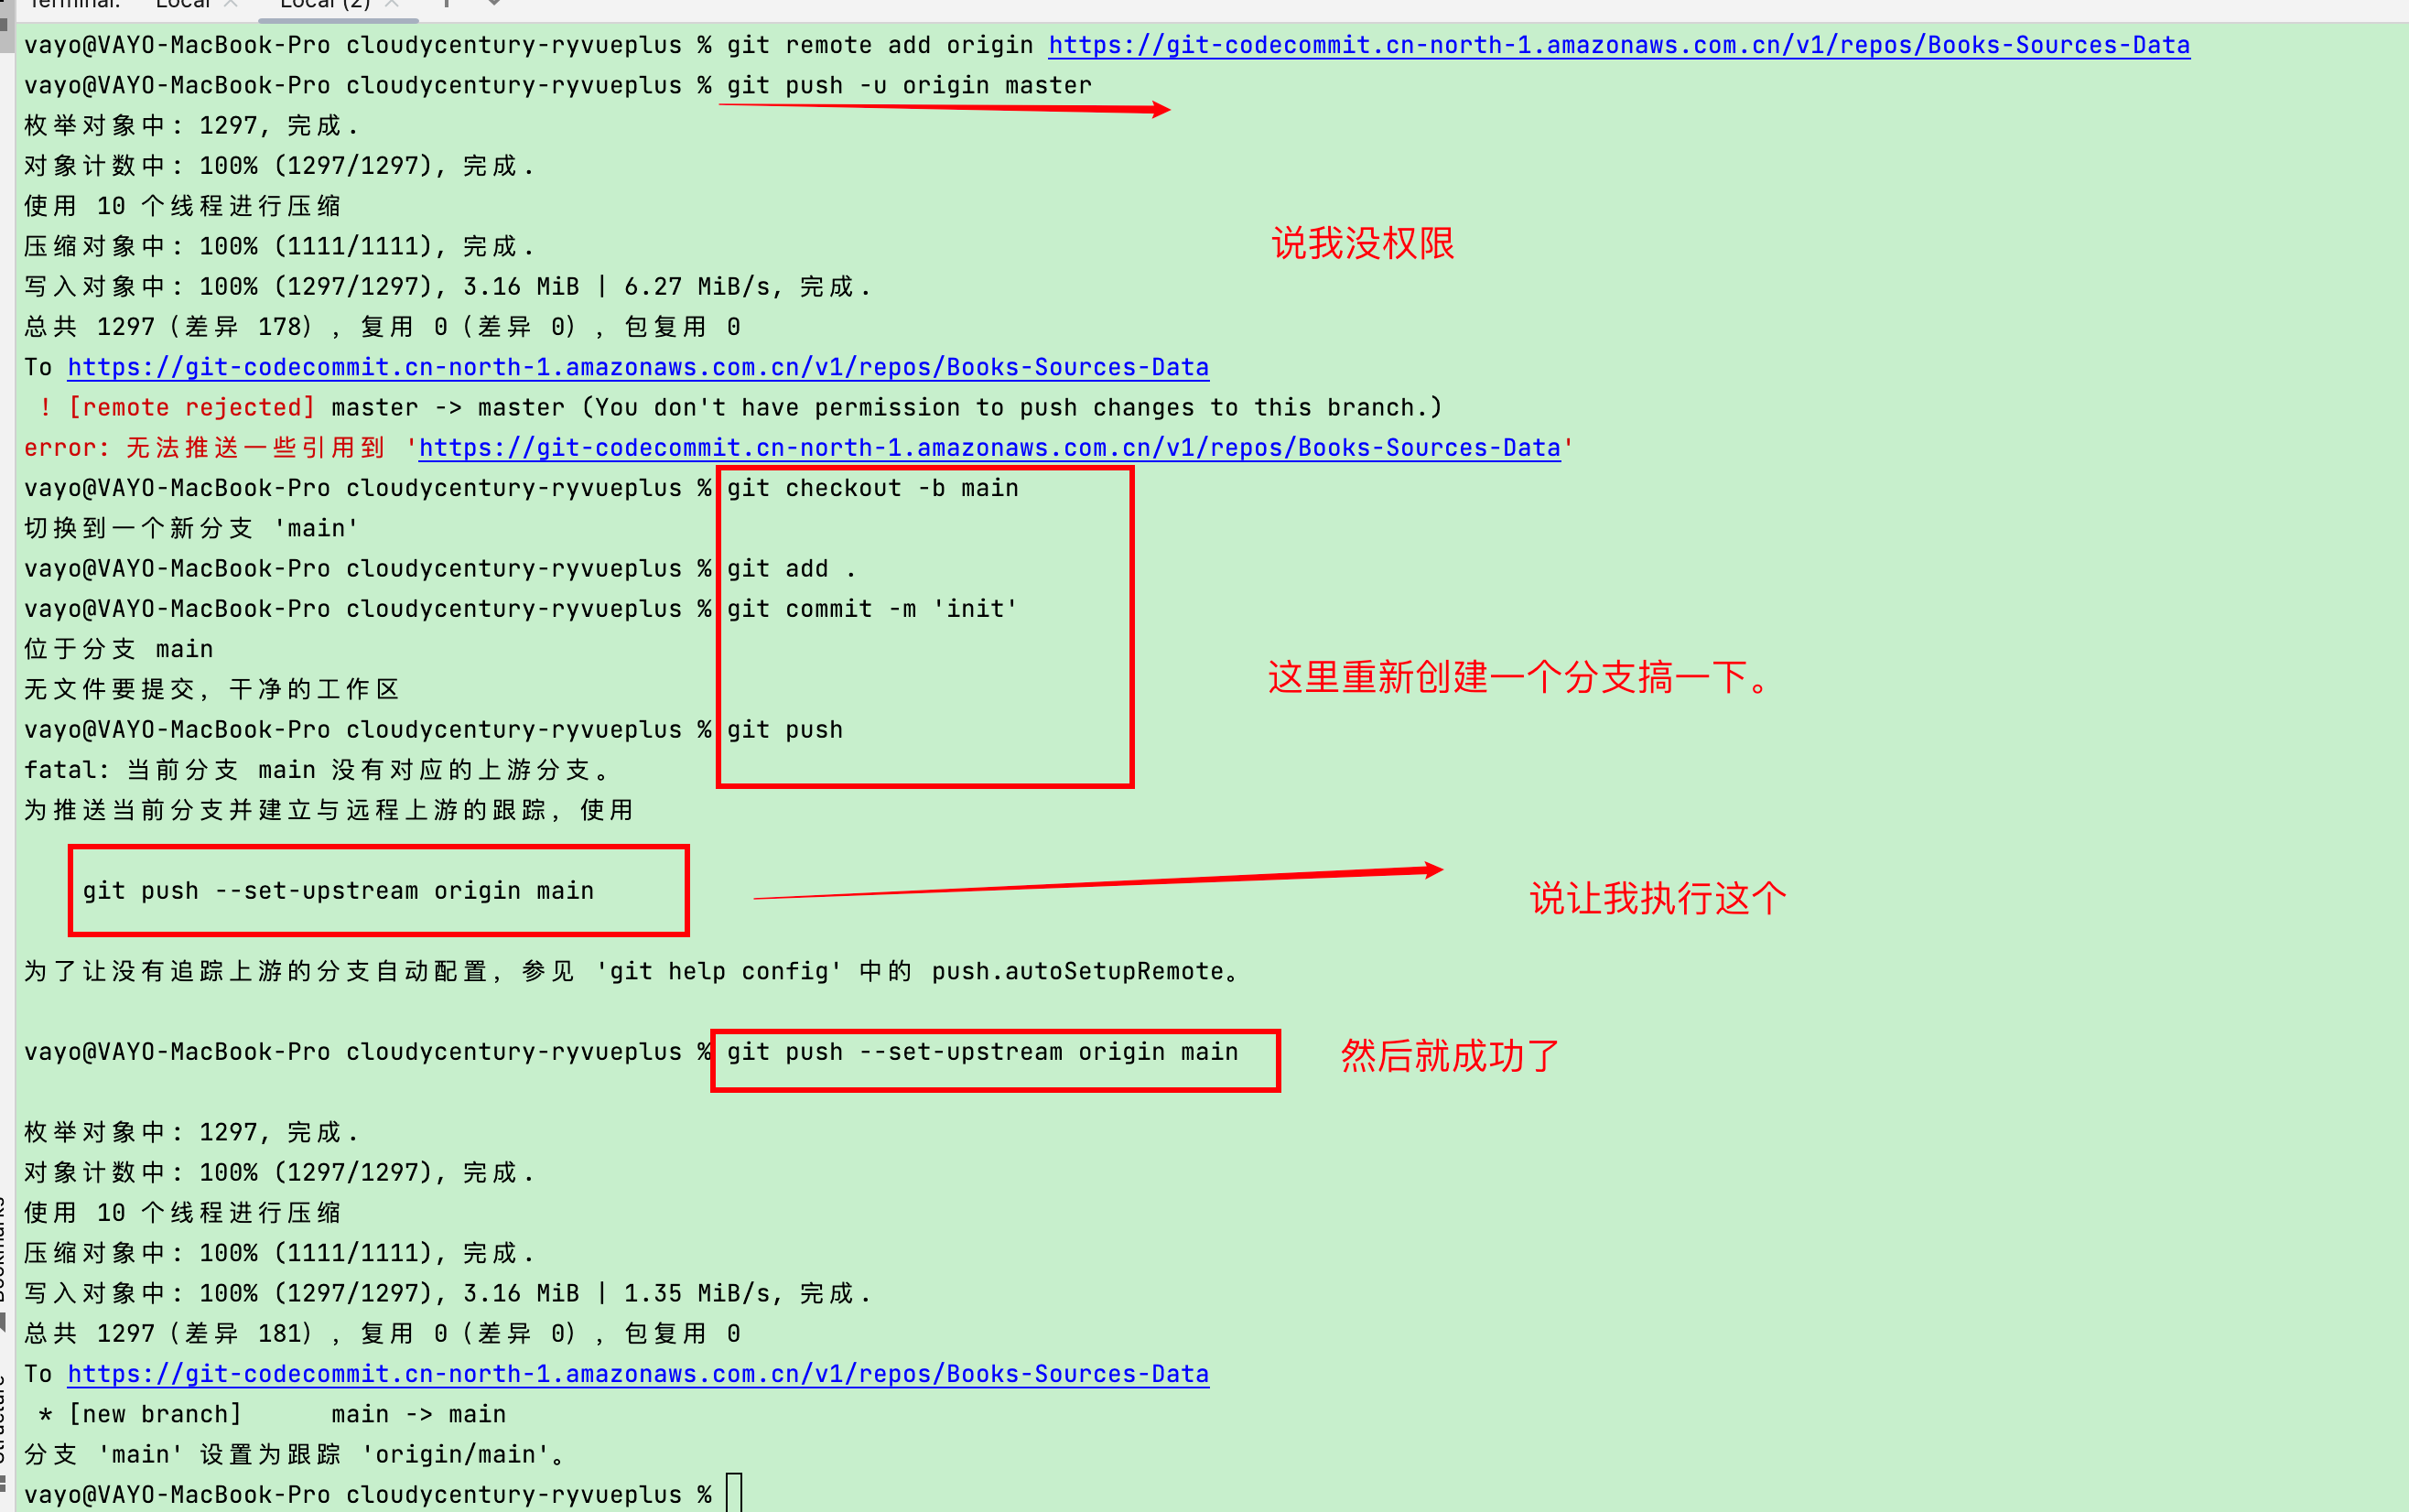 Terminal: Local × Local (2) × +
vayo@VAYO-MacBook-Pro cloudycentury-ryvueplus % git remote add origin https://git-codecommit.cn-north-1.amazonaws.com.cn/v1/repos/Books-Sources-Data
vayo@VAYO-MacBook-Pro cloudycentury-ryvueplus % git push -u origin master
枚举对象中: 1297, 完成.
对象计数中: 100% (1297/1297), 完成.
使用 10 个线程进行压缩
说我没权限
压缩对象中: 100% (1111/1111), 完成.
写入对象中: 100% (1297/1297), 3.16 MiB | 6.27 MiB/s, 完成.
总共 1297（差异 178），复用 0（差异 0），包复用 0
To https://git-codecommit.cn-north-1.amazonaws.com.cn/v1/repos/Books-Sources-Data
! [remote rejected] master -> master (You don't have permission to push changes to this branch.)
error: 无法推送一些引用到 'https://git-codecommit.cn-north-1.amazonaws.com.cn/v1/repos/Books-Sources-Data'
vayo@VAYO-MacBook-Pro cloudycentury-ryvueplus % git checkout -b main
切换到一个新分支 'main'
vayo@VAYO-MacBook-Pro cloudycentury-ryvueplus % git add .
vayo@VAYO-MacBook-Pro cloudycentury-ryvueplus % git commit -m 'init'
位于分支 main
这里重新创建一个分支搞一下。
无文件要提交，干净的工作区
vayo@VAYO-MacBook-Pro cloudycentury-ryvueplus % git push
fatal: 当前分支 main 没有对应的上游分支。
为推送当前分支并建立与远程上游的跟踪，使用
git push --set-upstream origin main
说让我执行这个
为了让没有追踪上游的分支自动配置，参见 'git help config' 中的 push.autoSetupRemote。
vayo@VAYO-MacBook-Pro cloudycentury-ryvueplus % git push --set-upstream origin main
然后就成功了
枚举对象中: 1297, 完成.
对象计数中: 100% (1297/1297), 完成.
使用 10 个线程进行压缩
压缩对象中: 100% (1111/1111), 完成.
写入对象中: 100% (1297/1297), 3.16 MiB | 1.35 MiB/s, 完成.
总共 1297（差异 181），复用 0（差异 0），包复用 0
To https://git-codecommit.cn-north-1.amazonaws.com.cn/v1/repos/Books-Sources-Data
* [new branch] main -> main
分支 'main' 设置为跟踪 'origin/main'。
vayo@VAYO-MacBook-Pro cloudycentury-ryvueplus %